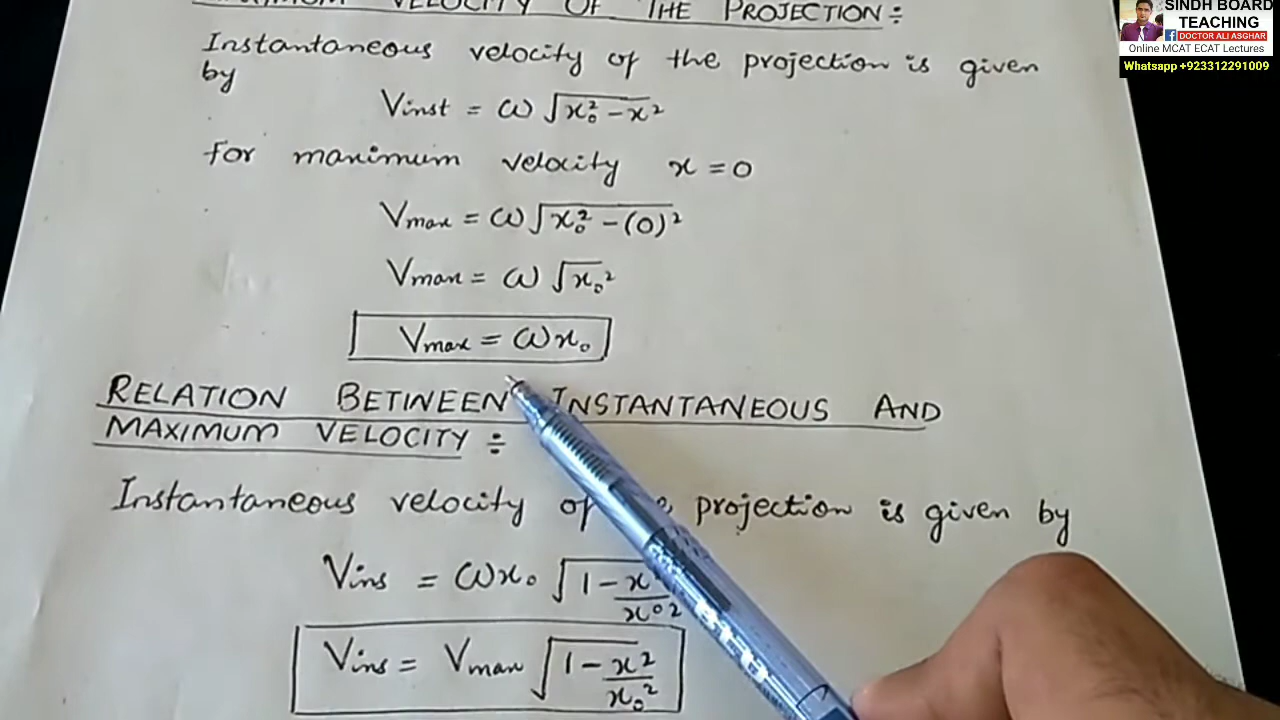 MAXIMUM VELOCITY OF THE PROJECTION:
SINDH BOARD
TEACHING
DOCTOR ALI ASGHAR
Online MCAT ECAT Lectures
Whatsapp +923312291009
Instantaneous velocity of the projection is given
by
Vinst = ω √x₀² - x²
for maximum velocity x = 0
Vmax = ω √x₀² - (0)²
Vmax = ω √x₀²
Vmax = ωx₀
RELATION BETWEEN INSTANTANEOUS AND
MAXIMUM VELOCITY ÷
Instantaneous velocity of projection is given by
Vins = ωx₀ √1 - x²/x₀²
Vins = Vmax √1 - x²/x₀²